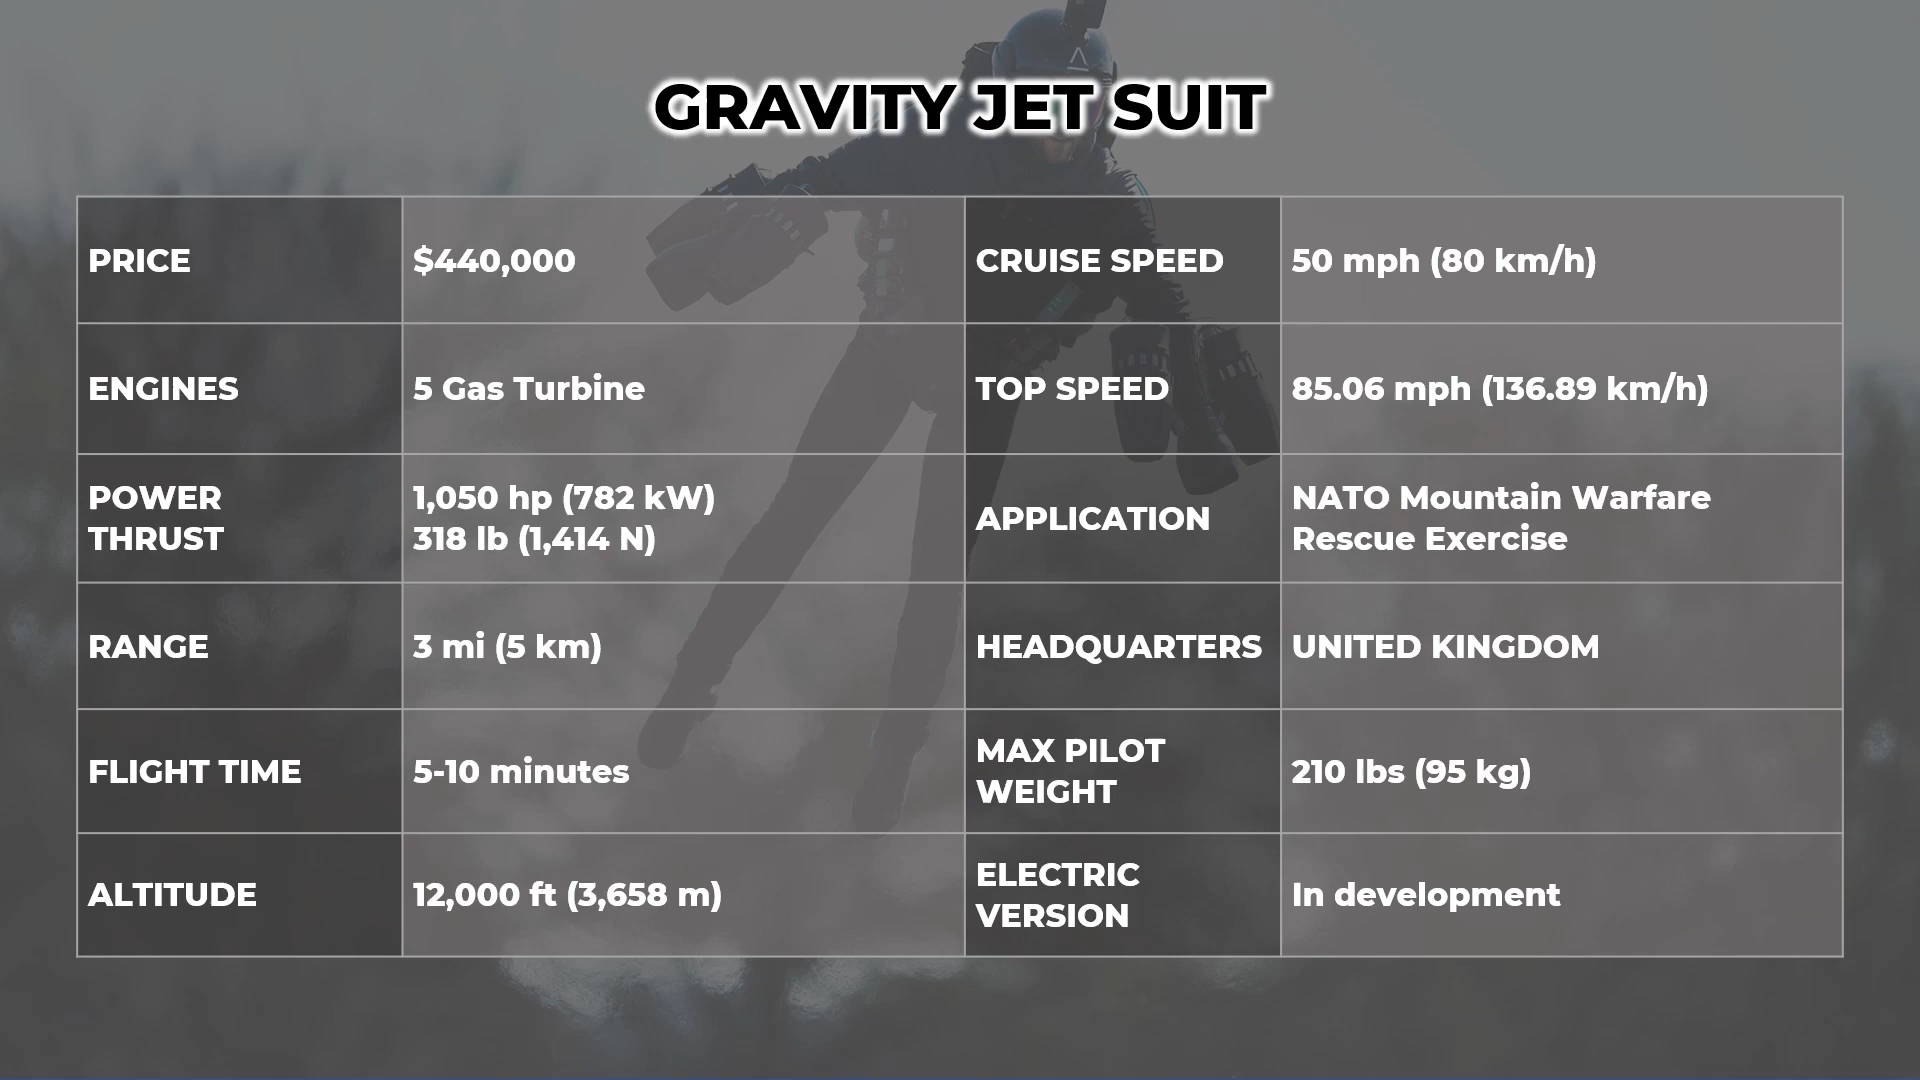 GRAVITY JET SUIT
PRICE
$440,000
CRUISE SPEED
50 mph (80 km/h)
ENGINES
5 Gas Turbine
TOP SPEED
85.06 mph (136.89 km/h)
POWER
THRUST
1,050 hp (782 kW)
318 lb (1,414 N)
APPLICATION
NATO Mountain Warfare
Rescue Exercise
RANGE
3 mi (5 km)
HEADQUARTERS
UNITED KINGDOM
FLIGHT TIME
5-10 minutes
MAX PILOT
WEIGHT
210 lbs (95 kg)
ALTITUDE
12,000 ft (3,658 m)
ELECTRIC
VERSION
In development